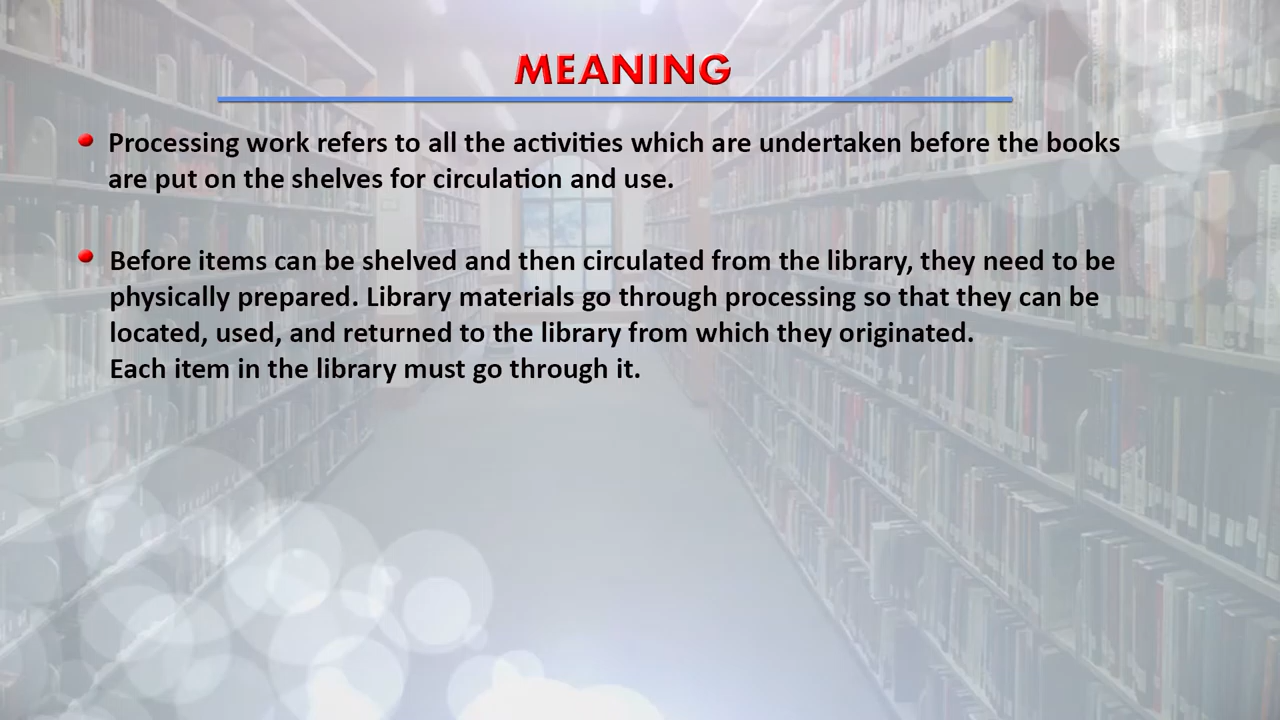 MEANING
Processing work refers to all the activities which are undertaken before the books
are put on the shelves for circulation and use.
Before items can be shelved and then circulated from the library, they need to be
physically prepared. Library materials go through processing so that they can be
located, used, and returned to the library from which they originated.
Each item in the library must go through it.